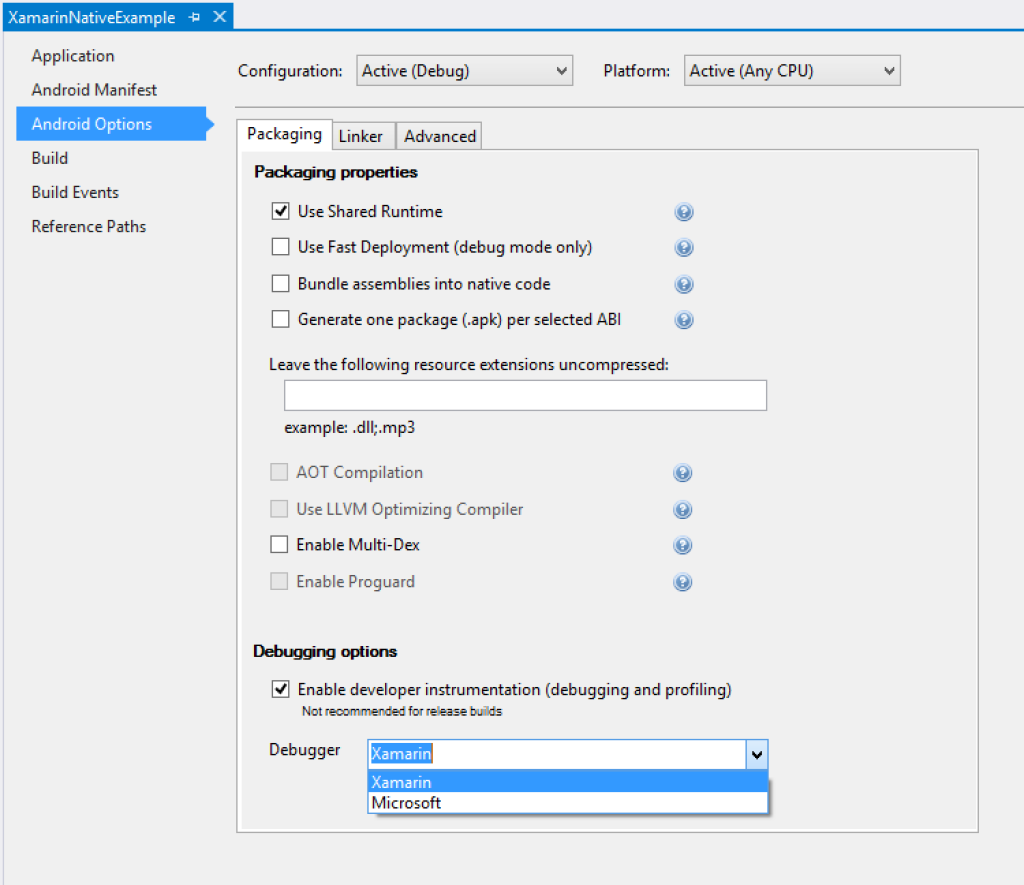 XamarinNativeExample
Application
Android Manifest
Android Options
Build
Build Events
Reference Paths
Configuration: Active (Debug) Platform: Active (Any CPU)
Packaging Linker Advanced
Packaging properties
Use Shared Runtime
Use Fast Deployment (debug mode only)
Bundle assemblies into native code
Generate one package (.apk) per selected ABI
Leave the following resource extensions uncompressed:
example: .dll;.mp3
AOT Compilation
Use LLVM Optimizing Compiler
Enable Multi-Dex
Enable Proguard
Debugging options
Enable developer instrumentation (debugging and profiling)
Not recommended for release builds
Debugger Xamarin
Xamarin
Microsoft